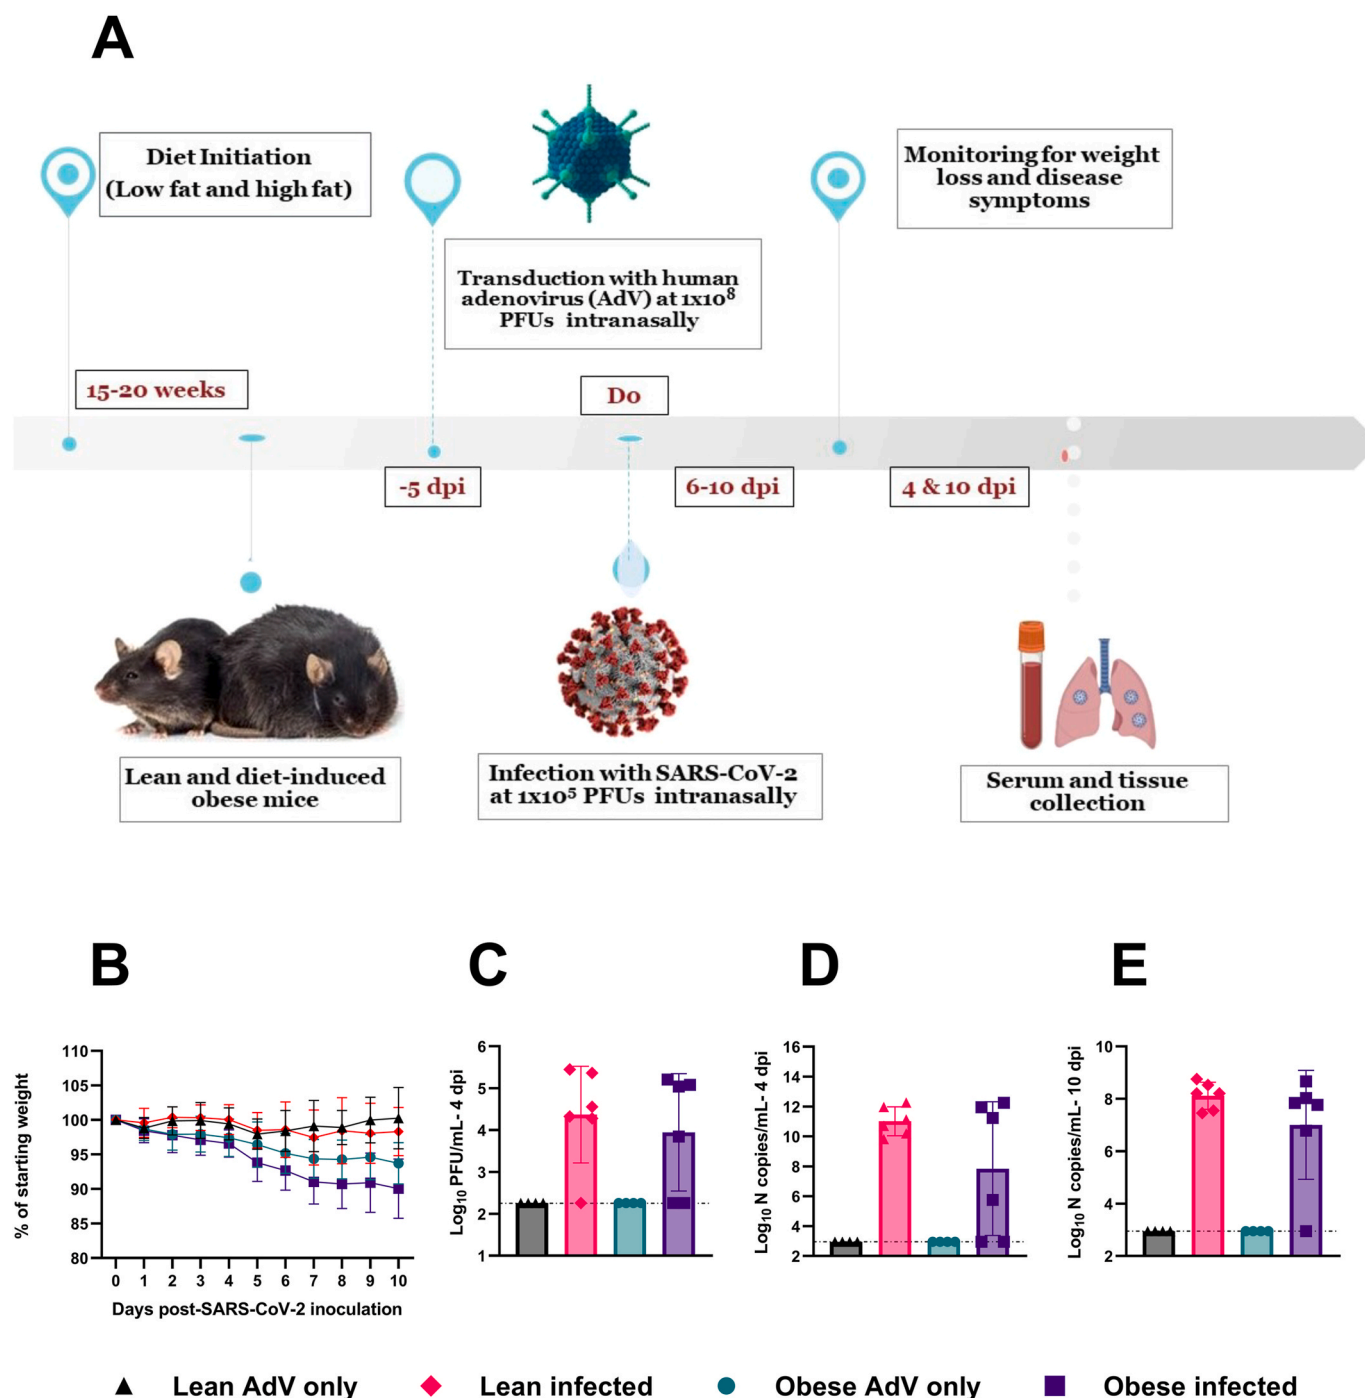 A
Diet Initiation
(Low fat and high fat)
Monitoring for weight
loss and disease
symptoms
Transduction with human
adenovirus (AdV) at 1x10⁸
PFUs intranasally
15-20 weeks
D0
-5 dpi
6-10 dpi
4 & 10 dpi
Lean and diet-induced
obese mice
Infection with SARS-CoV-2
at 1x10⁵ PFUs intranasally
Serum and tissue
collection
B
% of starting weight
110
105
100
95
90
85
80
0 1 2 3 4 5 6 7 8 9 10
Days post-SARS-CoV-2 inoculation
C
Log₁₀ PFU/mL- 4 dpi
6
5
4
3
2
1
D
Log₁₀ N copies/mL- 4 dpi
16
14
12
10
8
6
4
2
E
Log₁₀ N copies/mL- 10 dpi
10
8
6
4
2
Lean AdV only
Lean infected
Obese AdV only
Obese infected